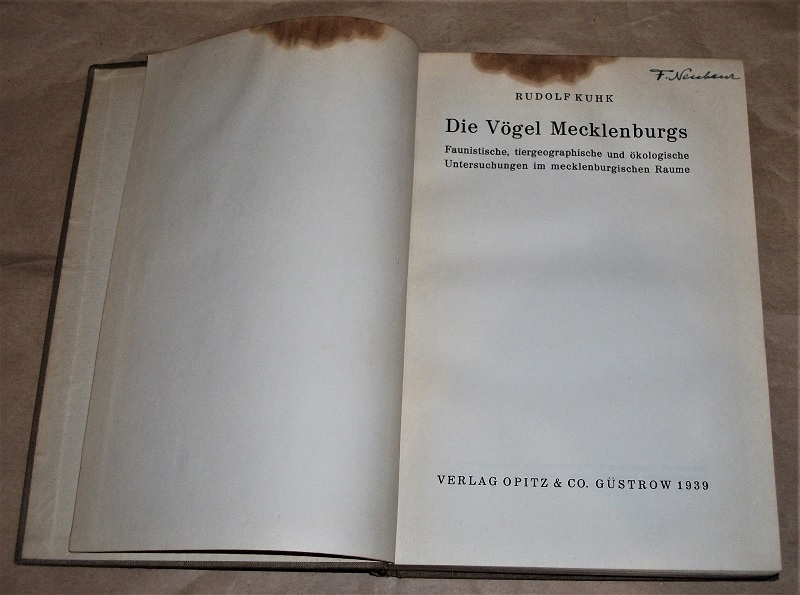 F. Neubaur
RUDOLF KUHK
Die Vögel Mecklenburgs
Faunistische, tiergeographische und ökologische
Untersuchungen im mecklenburgischen Raume
VERLAG OPITZ & CO. GÜSTROW 1939